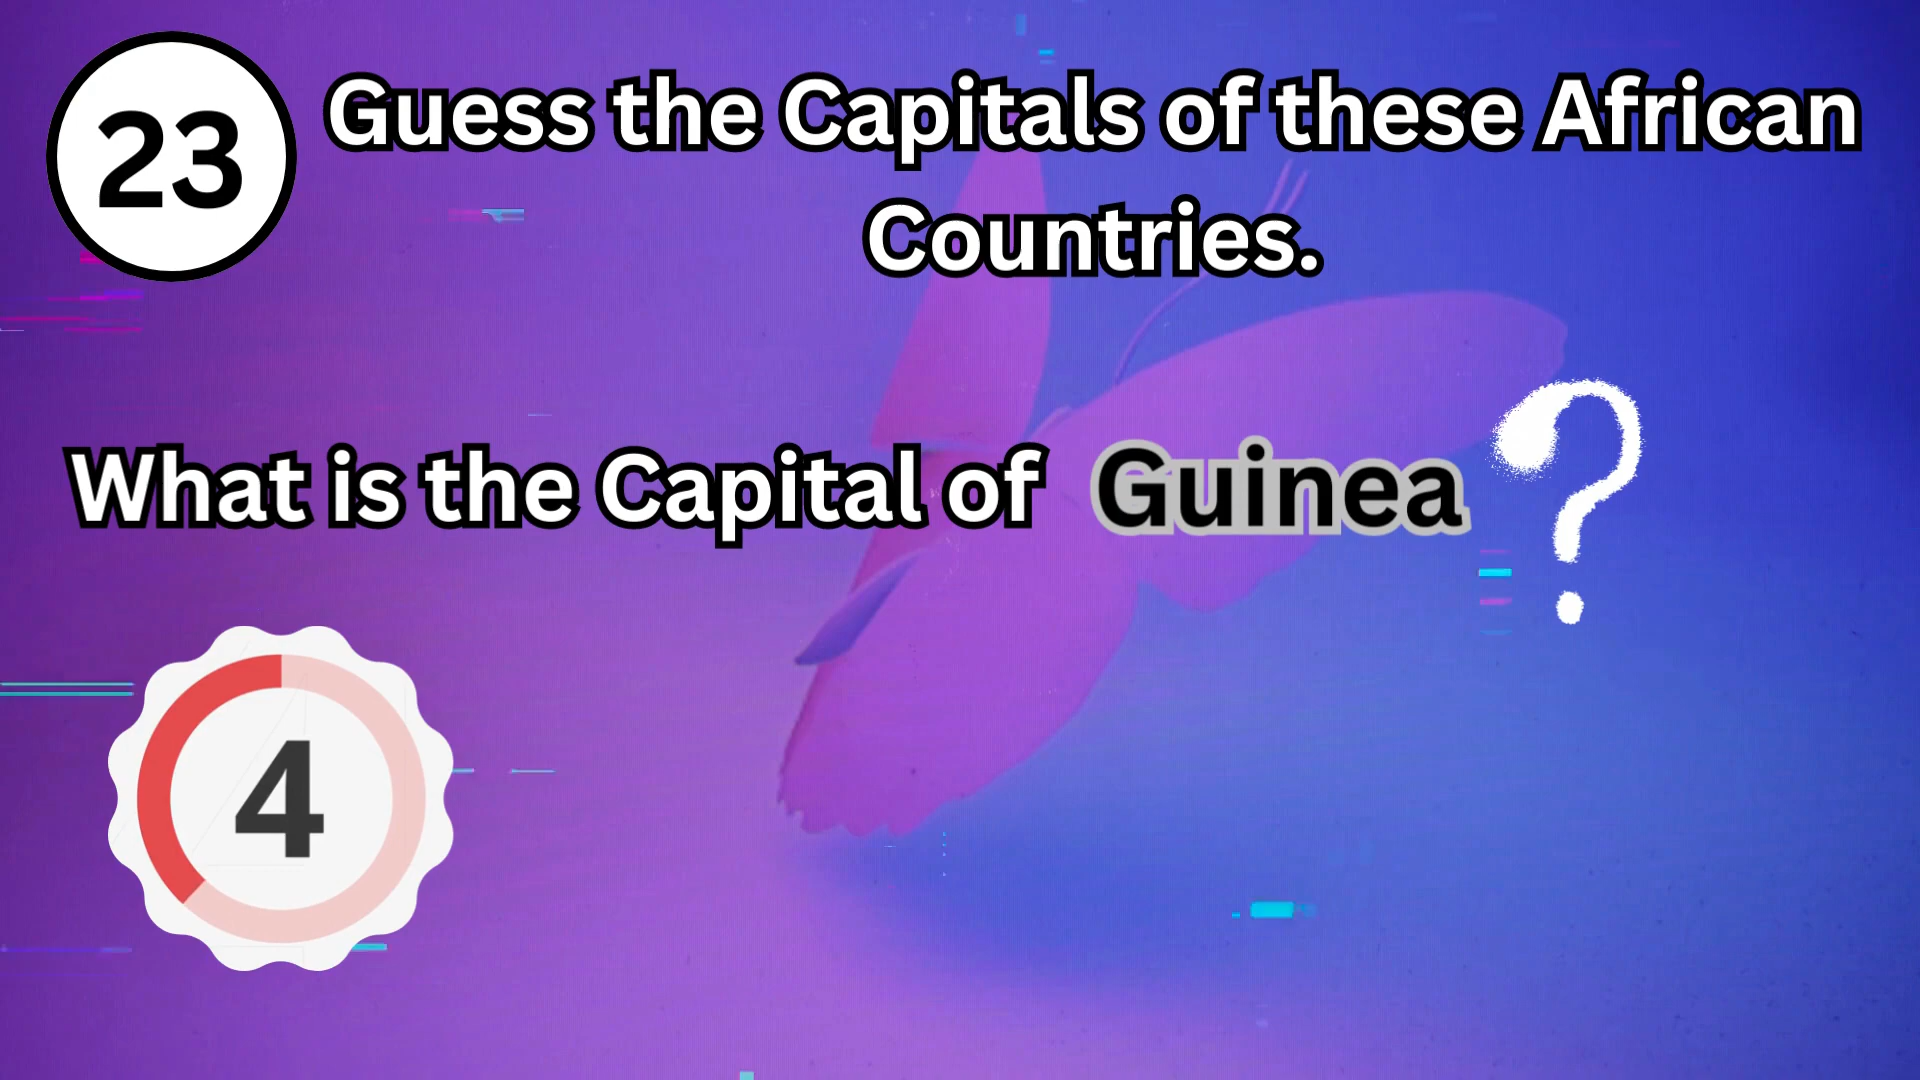 23
Guess the Capitals of these African
Countries.
What is the Capital of Guinea ?
4